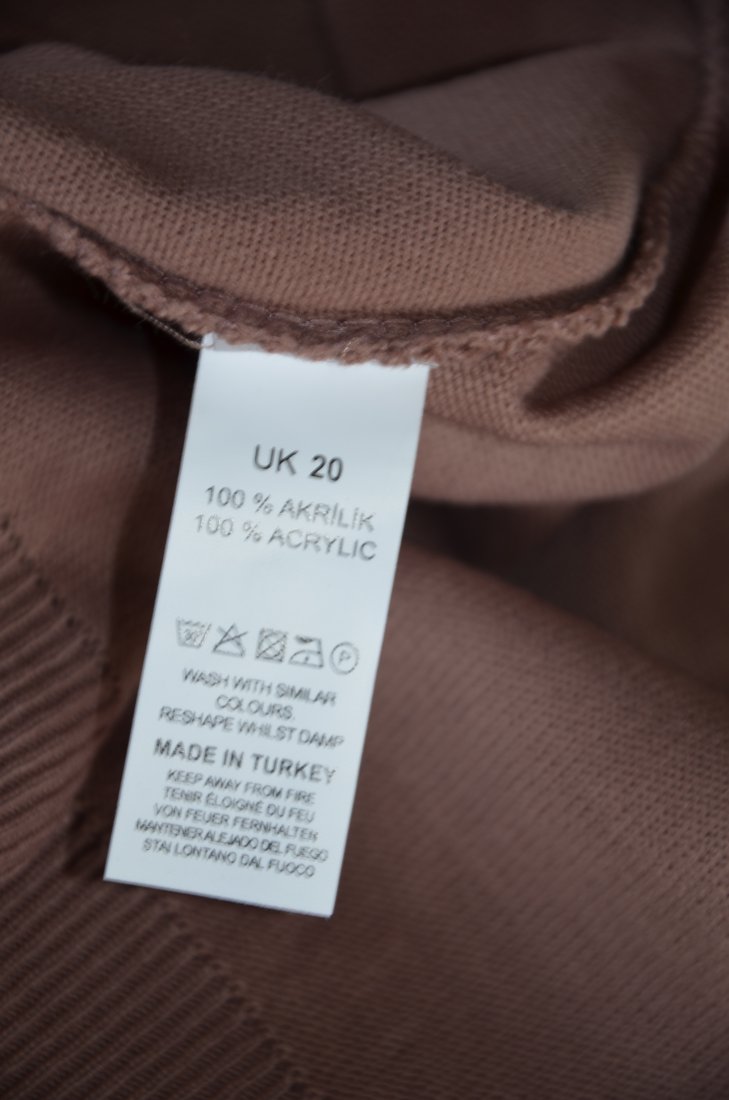 UK 20
100 % AKRİLİK
100 % ACRYLIC
30°
P
WASH WITH SIMILAR
COLOURS.
RESHAPE WHILST DAMP
MADE IN TURKEY
KEEP AWAY FROM FIRE
TENIR ÉLOIGNÉ DU FEU
VON FEUER FERNHALTEN
MANTENER ALEJADO DEL FUEGO
STAI LONTANO DAL FUOCO